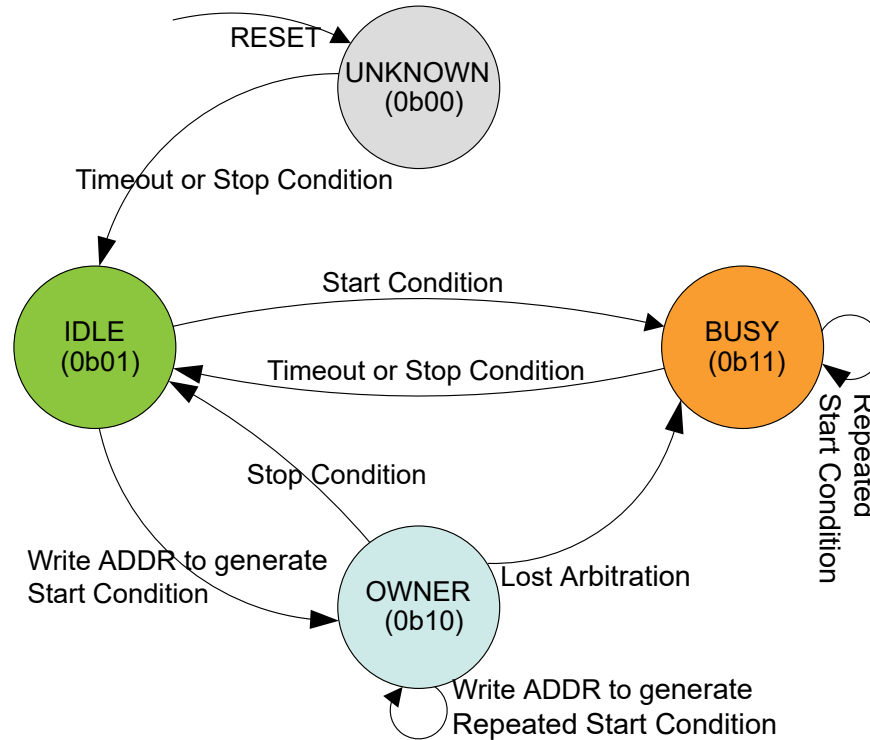 RESET
UNKNOWN
(0b00)
Timeout or Stop Condition
Start Condition
IDLE
(0b01)
BUSY
(0b11)
Timeout or Stop Condition
Repeated
Start Condition
Stop Condition
Write ADDR to generate
Start Condition
Lost Arbitration
OWNER
(0b10)
Write ADDR to generate
Repeated Start Condition